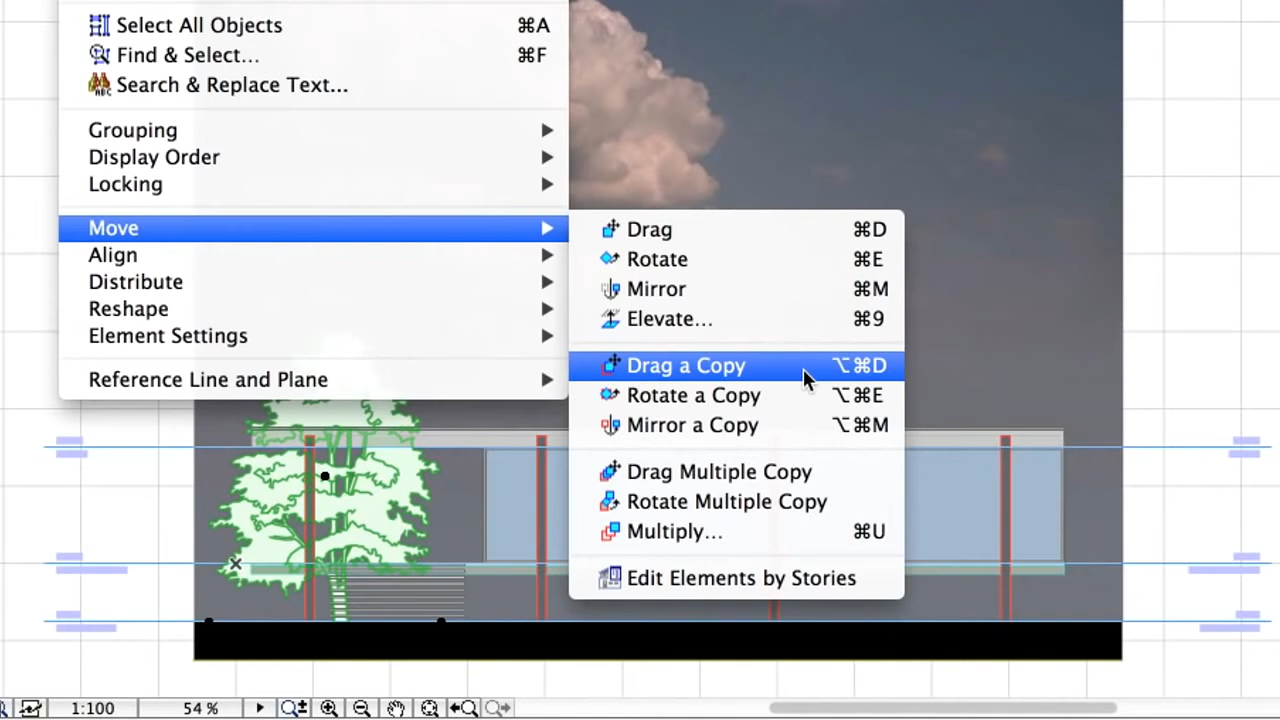 Select All Objects ⌘A
Find & Select... ⌘F
Search & Replace Text...
Grouping
Display Order
Locking
Move
Align
Distribute
Reshape
Element Settings
Reference Line and Plane
Drag ⌘D
Rotate ⌘E
Mirror ⌘M
Elevate... ⌘9
Drag a Copy ⌥⌘D
Rotate a Copy ⌥⌘E
Mirror a Copy ⌥⌘M
Drag Multiple Copy
Rotate Multiple Copy
Multiply... ⌘U
Edit Elements by Stories
1:100 54 %